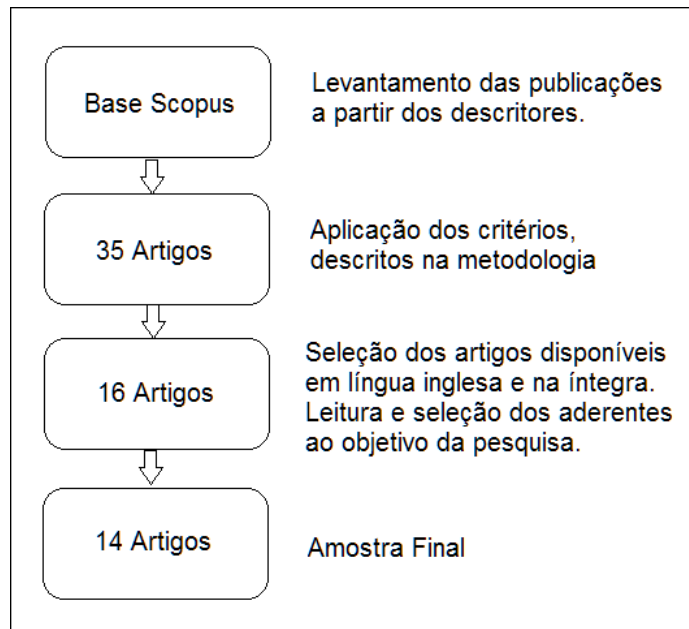 Base Scopus
Levantamento das publicações
a partir dos descritores.
35 Artigos
Aplicação dos critérios,
descritos na metodologia
16 Artigos
Seleção dos artigos disponíveis
em língua inglesa e na íntegra.
Leitura e seleção dos aderentes
ao objetivo da pesquisa.
14 Artigos
Amostra Final